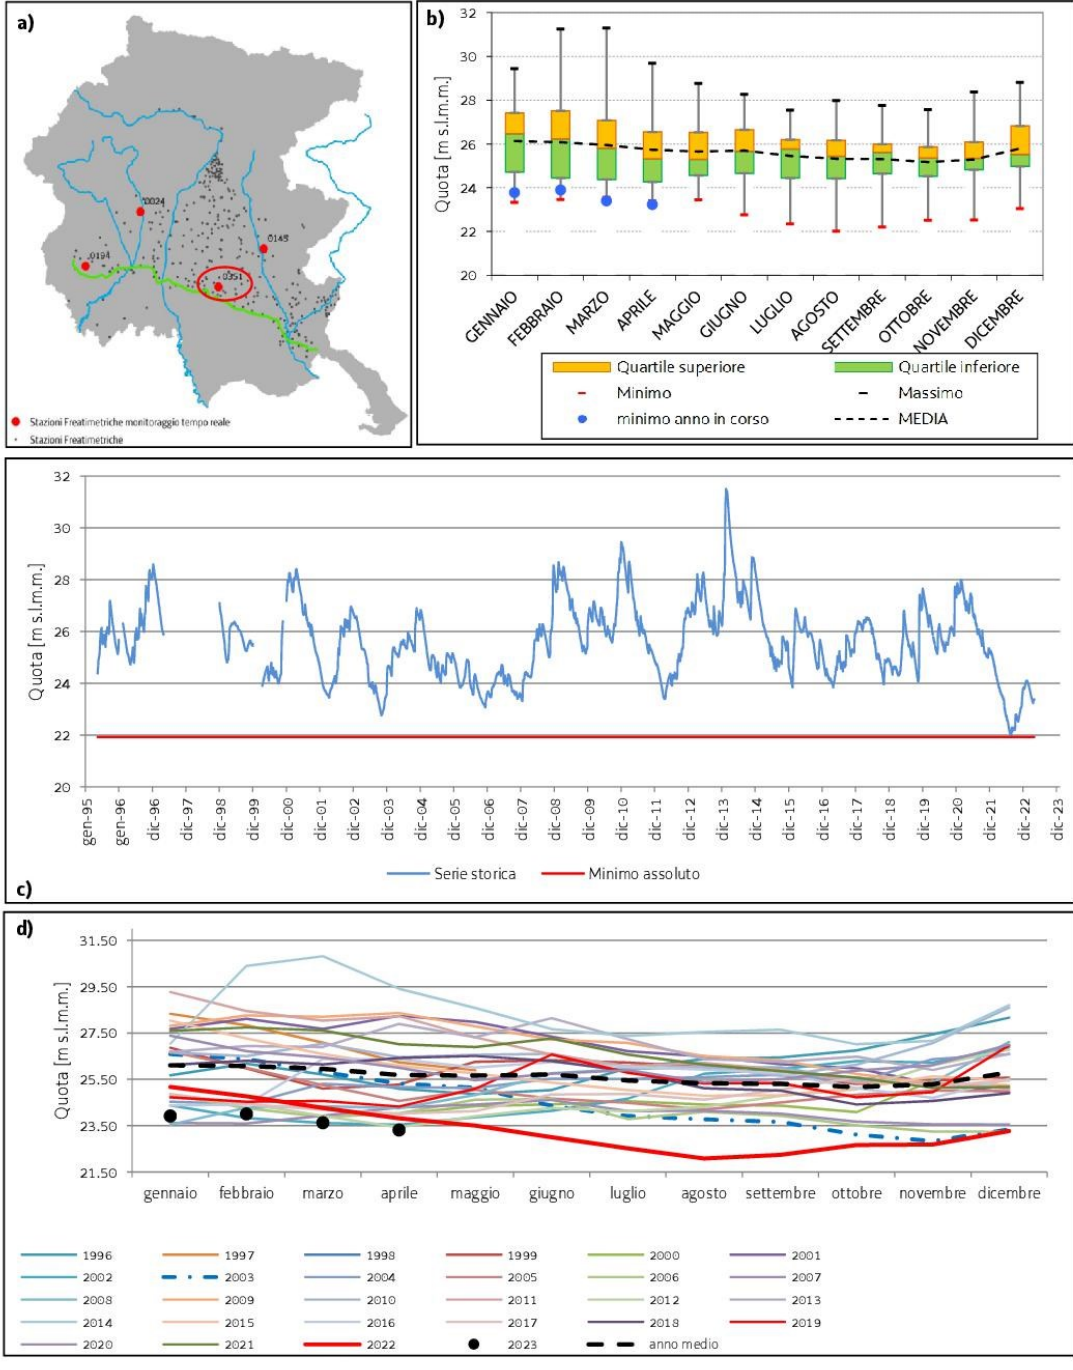 a)
0024
0194
0145
0351
Stazioni Freatimetriche monitoraggio tempo reale
Stazioni Freatimetriche
b)
Quota [m s.l.m.m.]
32
30
28
26
24
22
20
GENNAIO
FEBBRAIO
MARZO
APRILE
MAGGIO
GIUGNO
LUGLIO
AGOSTO
SETTEMBRE
OTTOBRE
NOVEMBRE
DICEMBRE
Quartile superiore
Quartile inferiore
Minimo
Massimo
minimo anno in corso
MEDIA
Quota [m s.l.m.m.]
32
30
28
26
24
22
20
gen-95
gen-96
dic-96
dic-97
dic-98
dic-99
dic-00
dic-01
dic-02
dic-03
dic-04
dic-05
dic-06
dic-07
dic-08
dic-09
dic-10
dic-11
dic-12
dic-13
dic-14
dic-15
dic-16
dic-17
dic-18
dic-19
dic-20
dic-21
dic-22
dic-23
Serie storica
Minimo assoluto
c)
d)
Quota [m s.l.m.m.]
31.50
29.50
27.50
25.50
23.50
21.50
gennaio
febbraio
marzo
aprile
maggio
giugno
luglio
agosto
settembre
ottobre
novembre
dicembre
1996 1997 1998 1999 2000 2001
2002 2003 2004 2005 2006 2007
2008 2009 2010 2011 2012 2013
2014 2015 2016 2017 2018 2019
2020 2021 2022 2023 anno medio